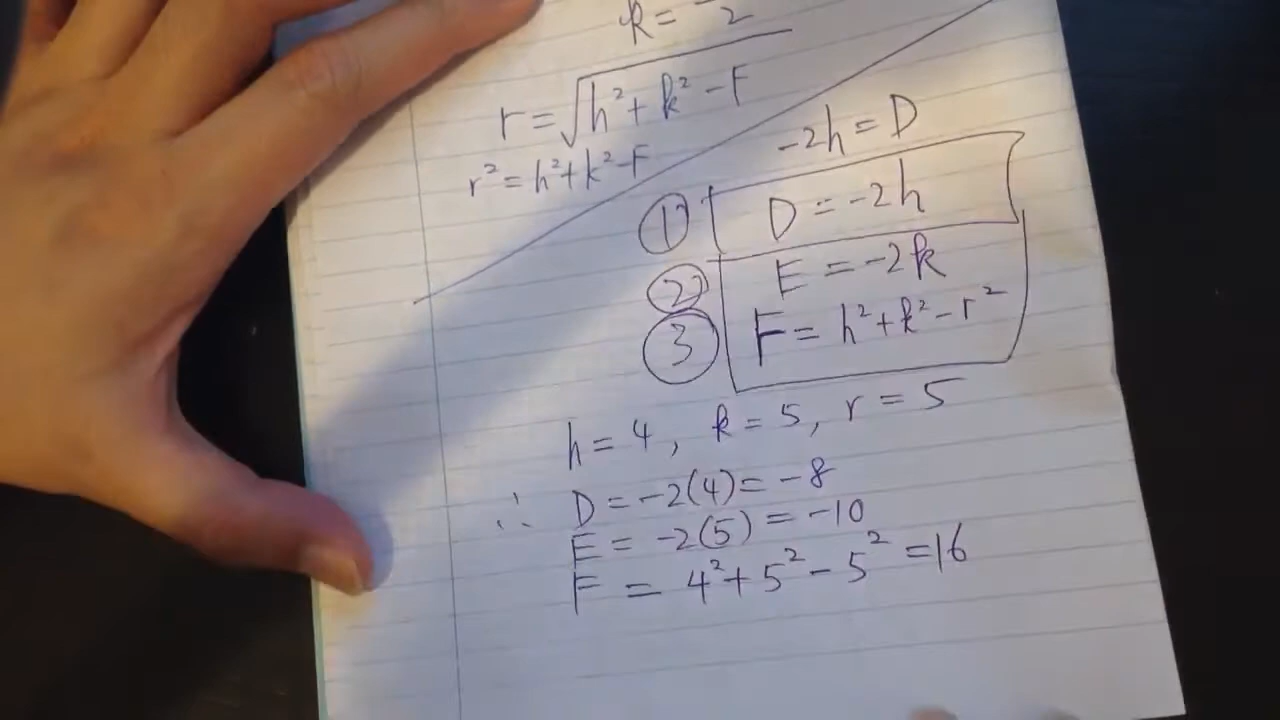 k = -2
r = √h²+k²-F
r² = h²+k²-F
-2h = D
① D = -2h
② E = -2k
③ F = h²+k²-r²
h = 4, k = 5, r = 5
∴ D = -2(4) = -8
E = -2(5) = -10
F = 4²+5²-5² = 16